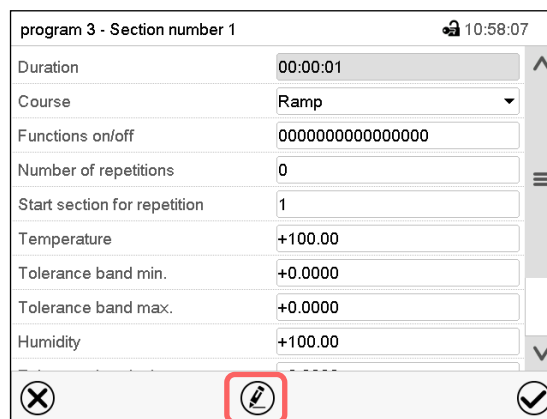 program 3 - Section number 1 10:58:07
Duration 00:00:01
Course Ramp
Functions on/off 0000000000000000
Number of repetitions 0
Start section for repetition 1
Temperature +100.00
Tolerance band min. +0.0000
Tolerance band max. +0.0000
Humidity +100.00